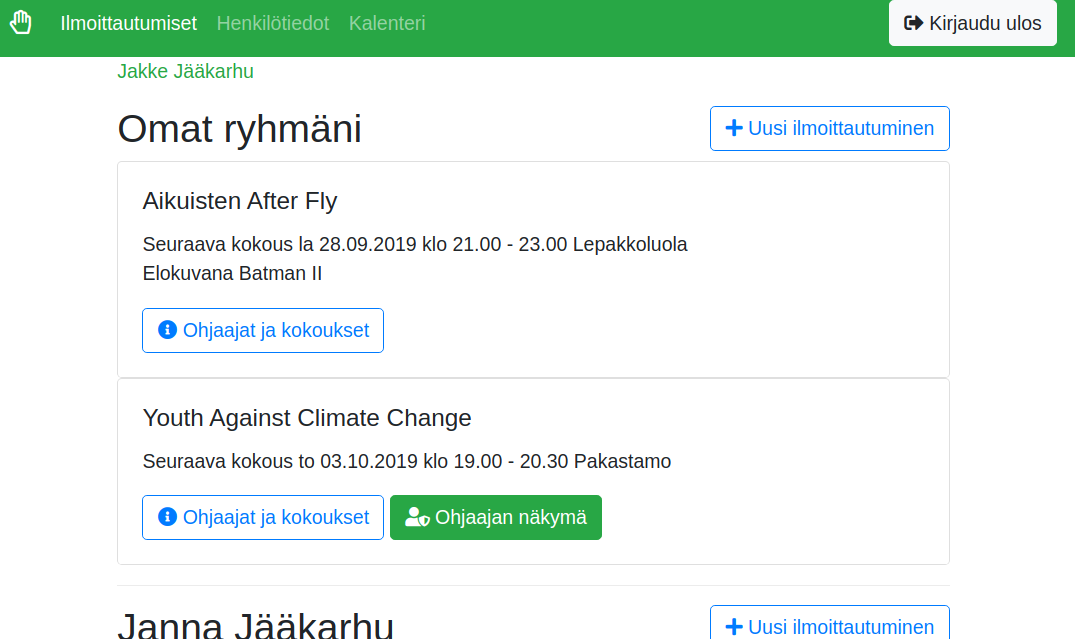 Ilmoittautumiset Henkilötiedot Kalenteri Kirjaudu ulos
Jakke Jääkarhu
Omat ryhmäni
Uusi ilmoittautuminen
Aikuisten After Fly
Seuraava kokous la 28.09.2019 klo 21.00 - 23.00 Lepakkoluola
Elokuvana Batman II
Ohjaajat ja kokoukset
Youth Against Climate Change
Seuraava kokous to 03.10.2019 klo 19.00 - 20.30 Pakastamo
Ohjaajat ja kokoukset Ohjaajan näkymä
Janna Jääkarhu
Uusi ilmoittautuminen